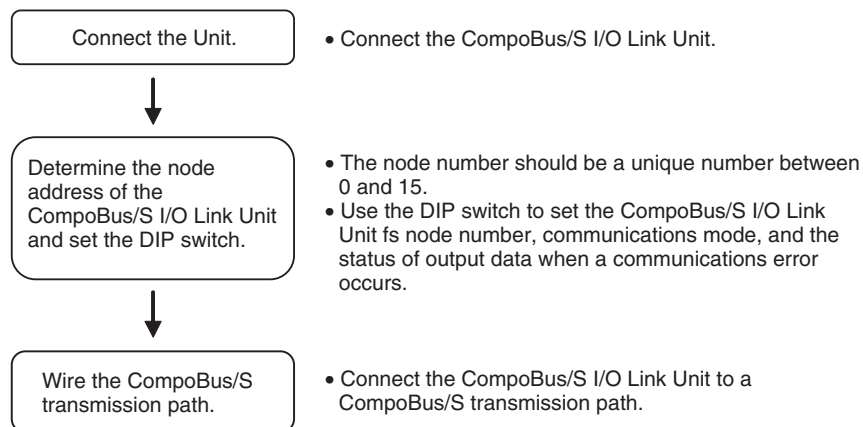 Connect the Unit.
• Connect the CompoBus/S I/O Link Unit.
Determine the node
address of the
CompoBus/S I/O Link Unit
and set the DIP switch.
• The node number should be a unique number between
0 and 15.
• Use the DIP switch to set the CompoBus/S I/O Link
Unit fs node number, communications mode, and the
status of output data when a communications error
occurs.
Wire the CompoBus/S
transmission path.
• Connect the CompoBus/S I/O Link Unit to a
CompoBus/S transmission path.